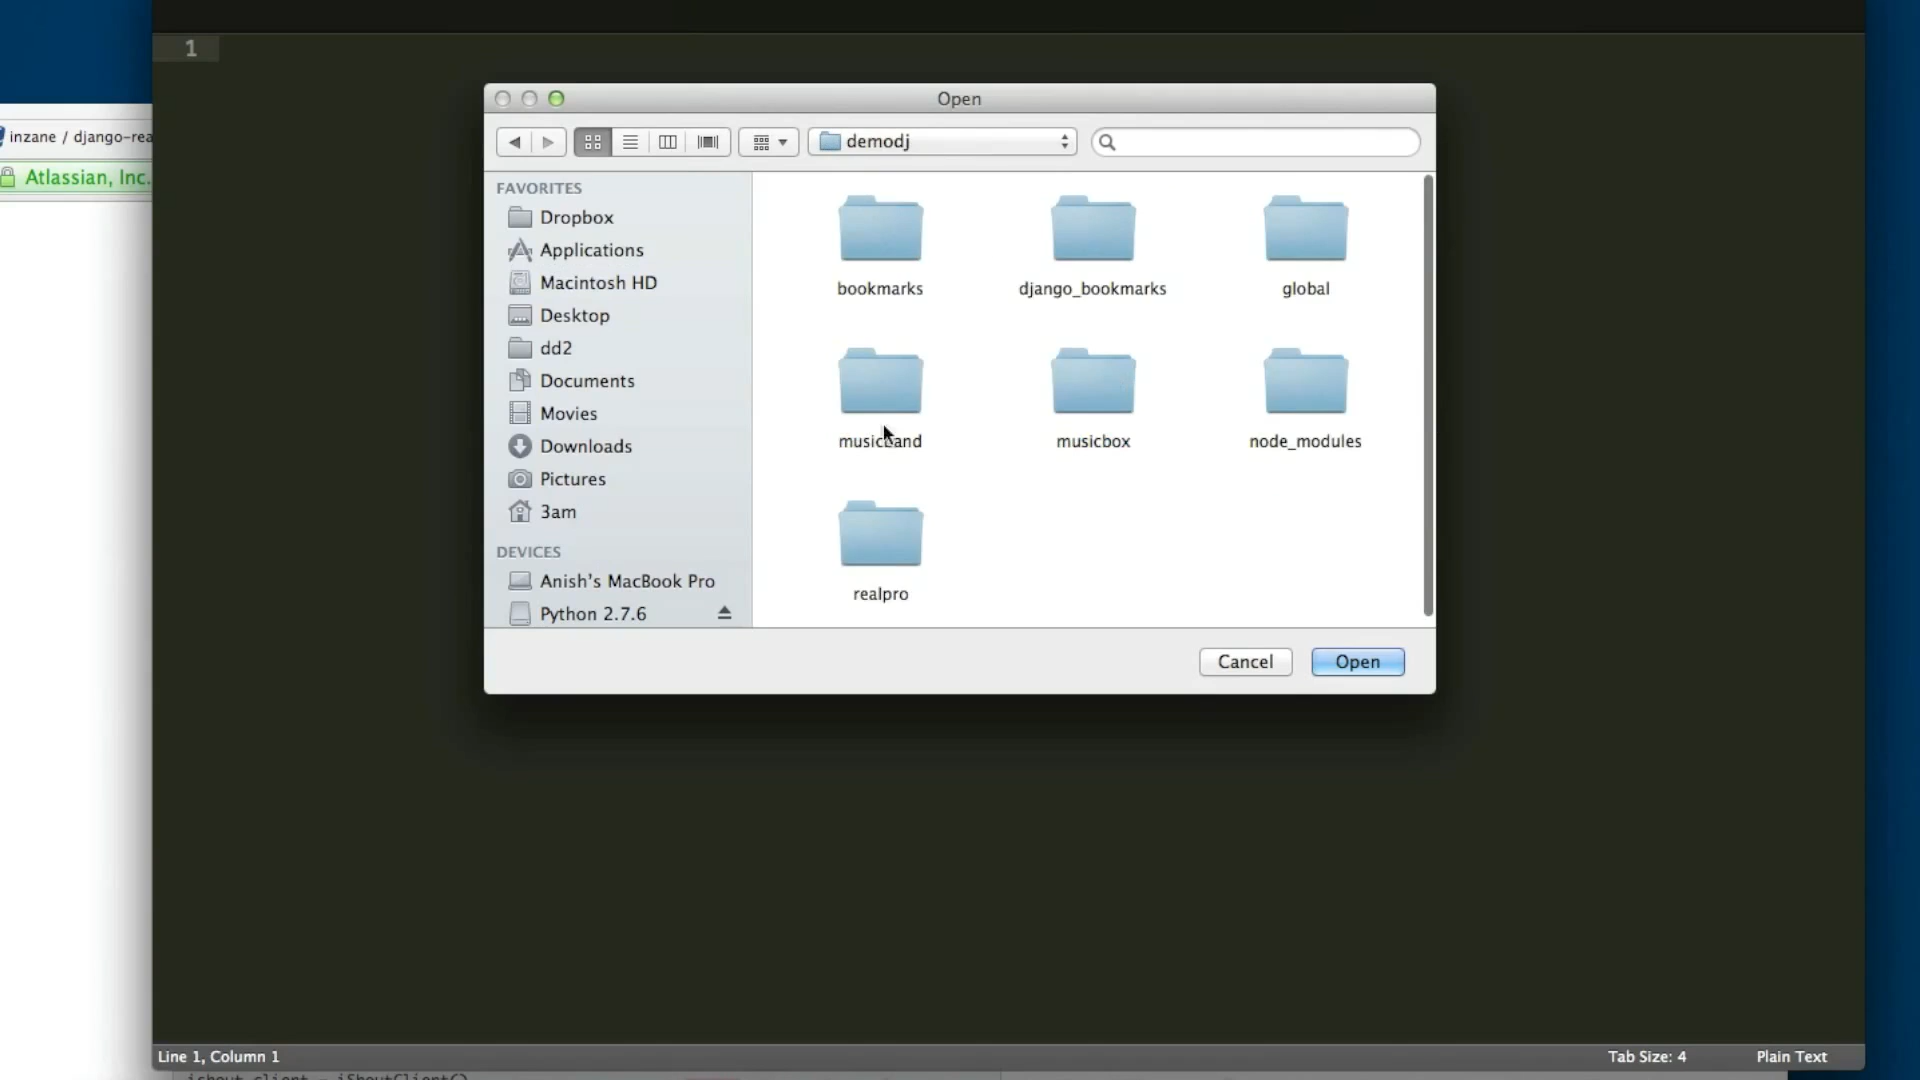 1
Open
inzane / django-rea
demodj
Atlassian, Inc.
FAVORITES
Dropbox
Applications
Macintosh HD
Desktop
dd2
Documents
Movies
Downloads
Pictures
3am
DEVICES
Anish's MacBook Pro
Python 2.7.6
bookmarks
django_bookmarks
global
musicband
musicbox
node_modules
realpro
Cancel
Open
Line 1, Column 1
Tab Size: 4
Plain Text
ishout_client = iShoutClient()